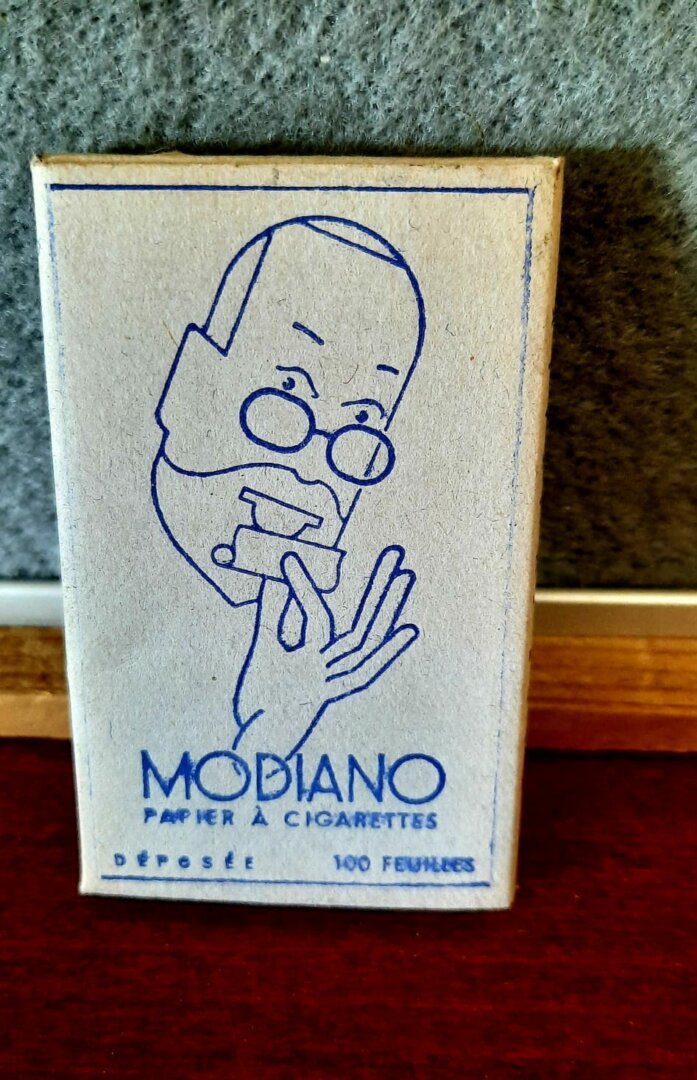 MODIANO
PAPIER À CIGARETTES
DÉPOSÉE 100 FEUILLES